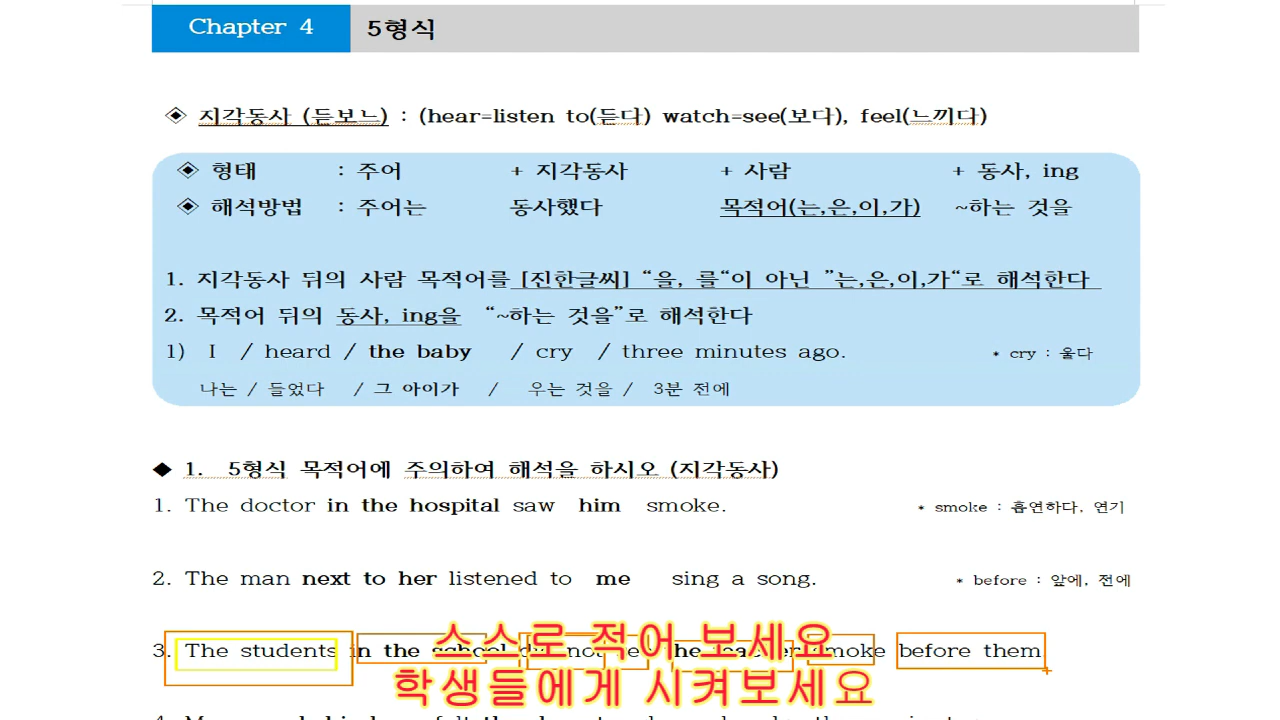 Chapter 4 5형식
◈ 지각동사 (듣보느) : (hear=listen to(듣다) watch=see(보다), feel(느끼다)
◈ 형태 : 주어 + 지각동사 + 사람 + 동사, ing
◈ 해석방법 : 주어는 동사했다 목적어(는,은,이,가) ~하는 것을
1. 지각동사 뒤의 사람 목적어를 [진한글씨] “을, 를“이 아닌 ”는,은,이,가“로 해석한다
2. 목적어 뒤의 동사, ing을 “~하는 것을”로 해석한다
1) I / heard / the baby / cry / three minutes ago. * cry : 울다
나는 / 들었다 / 그 아이가 / 우는 것을 / 3분 전에
◆ 1. 5형식 목적어에 주의하여 해석을 하시오 (지각동사)
1. The doctor in the hospital saw him smoke. * smoke : 흡연하다, 연기
2. The man next to her listened to me sing a song. * before : 앞에, 전에
3. The students in the school did not the teacher smoke before them.
스스로 적어 보세요
학생들에게 시켜보세요